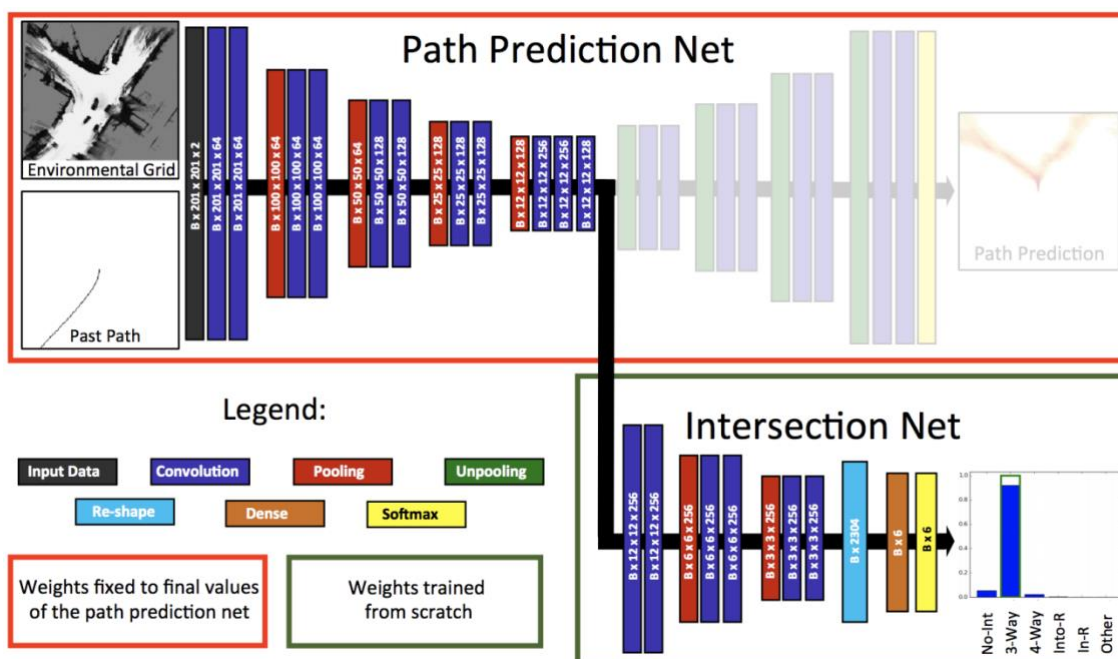 Path Prediction Net
Environmental Grid
Past Path
B x 201 x 201 x 2
B x 201 x 201 x 64
B x 201 x 201 x 64
B x 100 x 100 x 64
B x 100 x 100 x 64
B x 100 x 100 x 64
B x 50 x 50 x 64
B x 50 x 50 x 128
B x 50 x 50 x 128
B x 25 x 25 x 128
B x 25 x 25 x 128
B x 25 x 25 x 128
B x 12 x 12 x 128
B x 12 x 12 x 256
B x 12 x 12 x 256
B x 12 x 12 x 128
Path Prediction
Legend:
Input Data
Convolution
Pooling
Unpooling
Re-shape
Dense
Softmax
Weights fixed to final values
of the path prediction net
Weights trained
from scratch
Intersection Net
B x 12 x 12 x 256
B x 12 x 12 x 256
B x 6 x 6 x 256
B x 6 x 6 x 256
B x 6 x 6 x 256
B x 3 x 3 x 256
B x 3 x 3 x 256
B x 3 x 3 x 256
B x 2304
B x 6
B x 6
1.0
0.8
0.6
0.4
0.2
0.0
No-Int
3-Way
4-Way
Into-R
In-R
Other